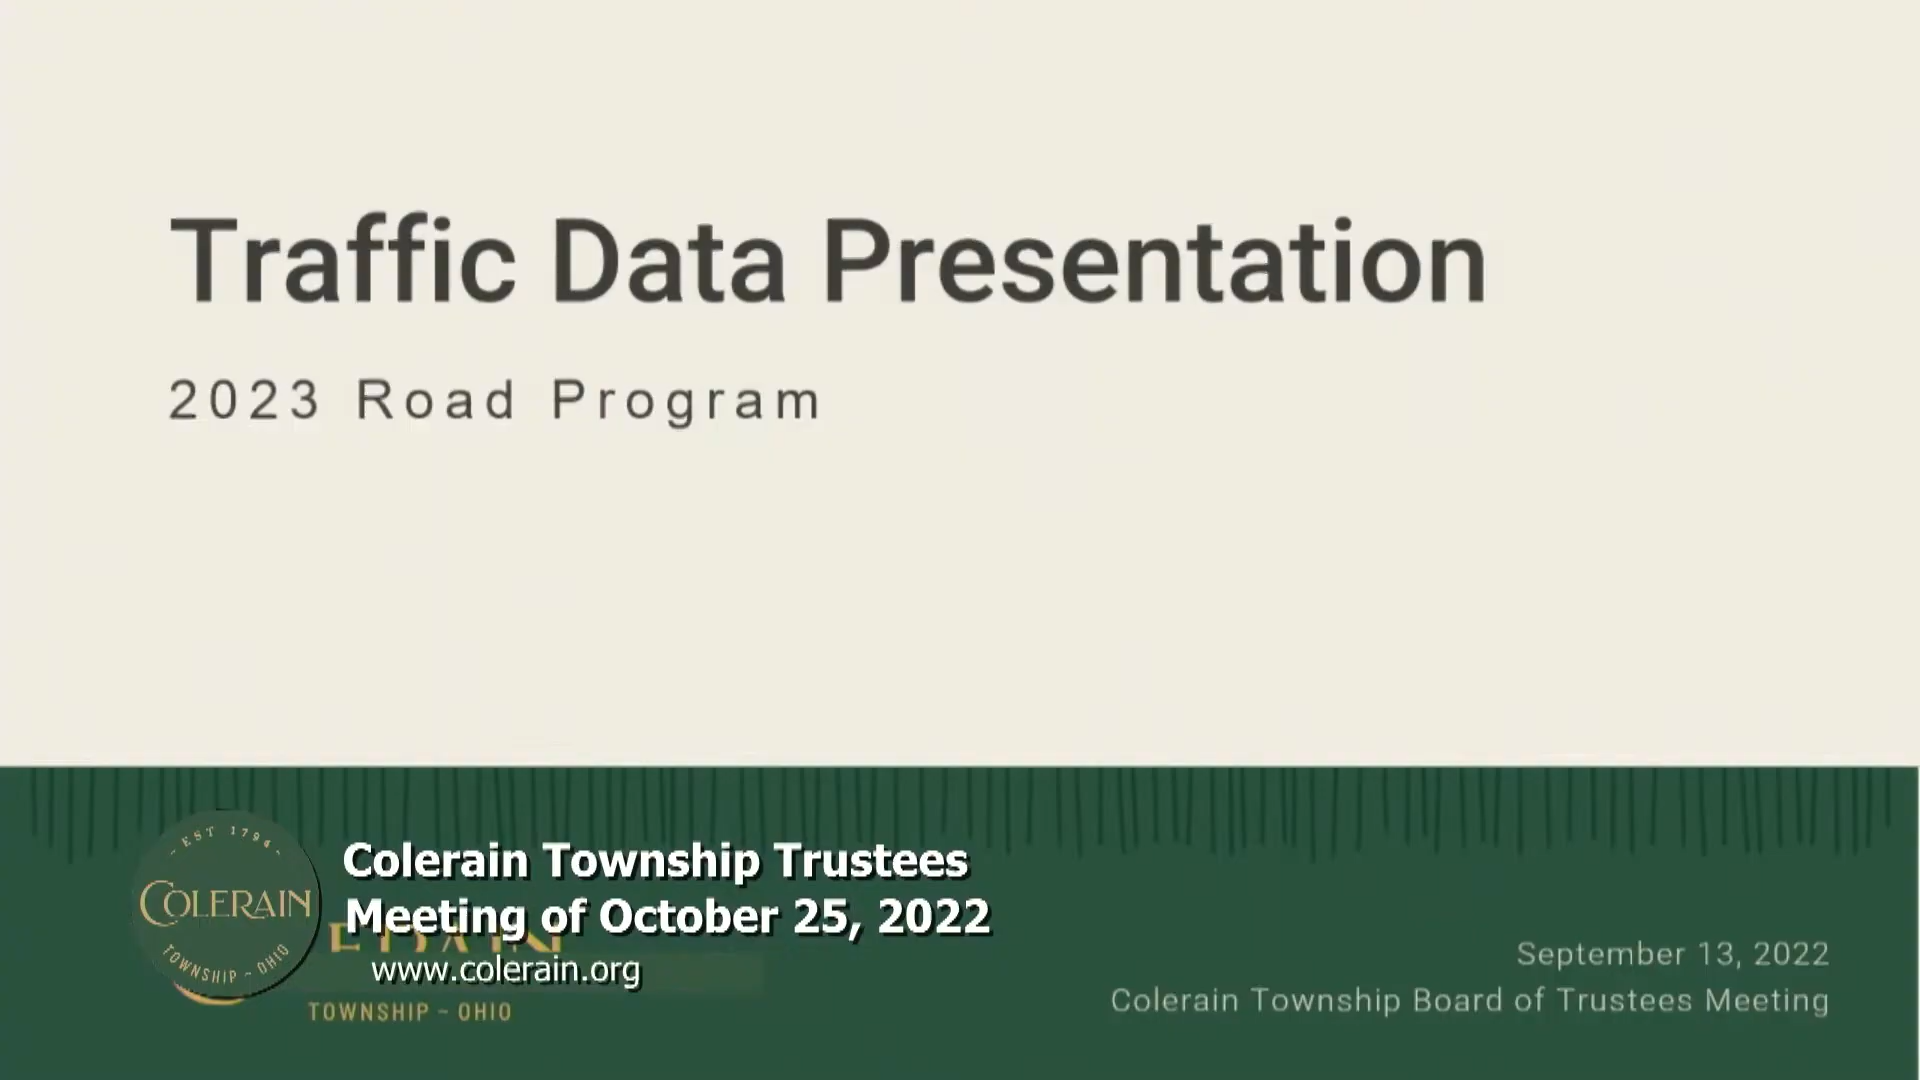 Traffic Data Presentation
2023 Road Program
- EST 1794 -
COLERAIN
TOWNSHIP ~ OHIO
Colerain Township Trustees
Meeting of October 25, 2022
www.colerain.org
TOWNSHIP ~ OHIO
September 13, 2022
Colerain Township Board of Trustees Meeting